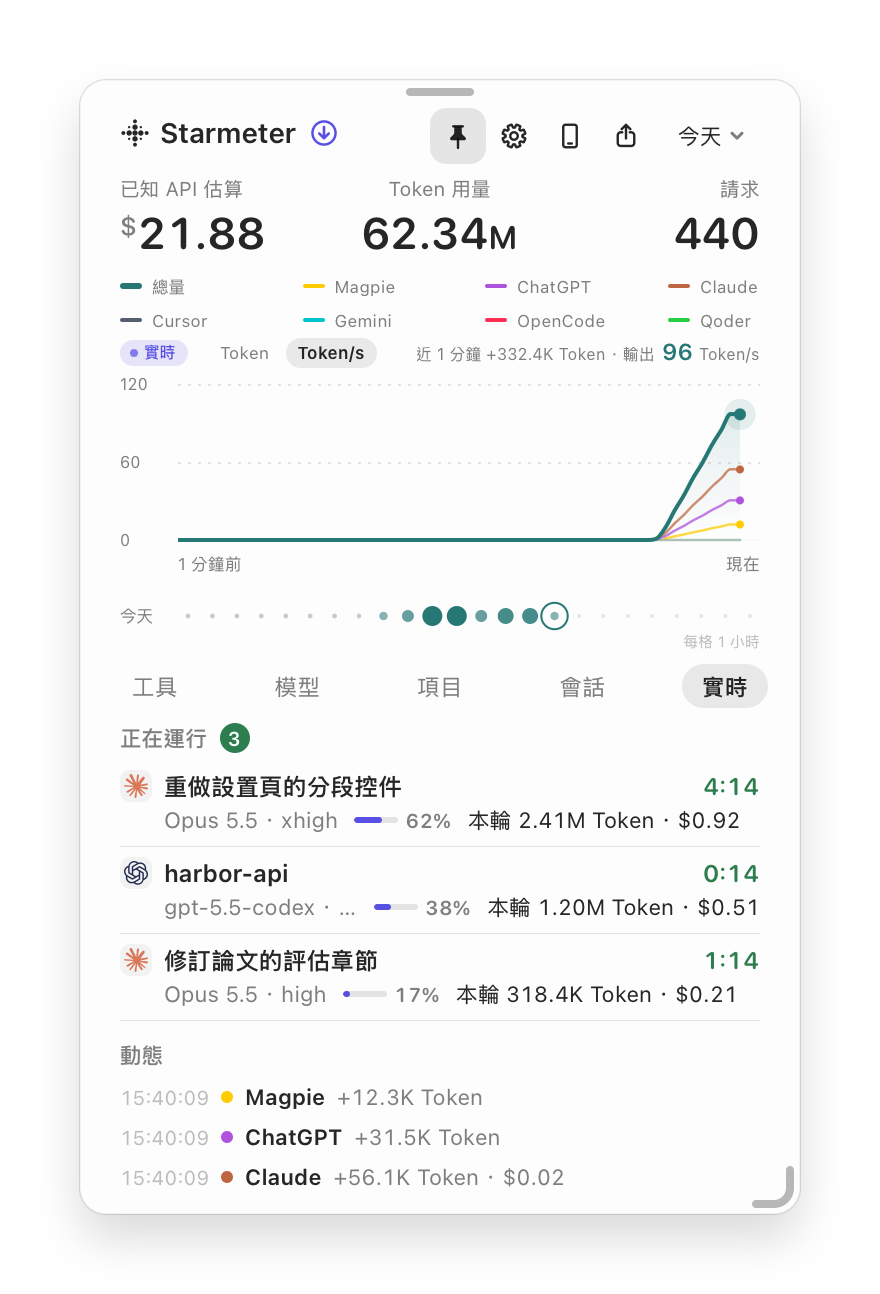 Starmeter 今天
已知 API 估算 Token 用量 請求
$21.88 62.34M 440
總量 Magpie ChatGPT Claude
Cursor Gemini OpenCode Qoder
實時 Token Token/s 近 1 分鐘 +332.4K Token · 輸出 96 Token/s
120
60
0
1 分鐘前 現在
今天
每格 1 小時
工具 模型 項目 會話 實時
正在運行 3
重做設置頁的分段控件 4:14
Opus 5.5 · xhigh 62% 本輪 2.41M Token · $0.92
harbor-api 0:14
gpt-5.5-codex · ... 38% 本輪 1.20M Token · $0.51
修訂論文的評估章節 1:14
Opus 5.5 · high 17% 本輪 318.4K Token · $0.21
動態
15:40:09 Magpie +12.3K Token
15:40:09 ChatGPT +31.5K Token
15:40:09 Claude +56.1K Token · $0.02